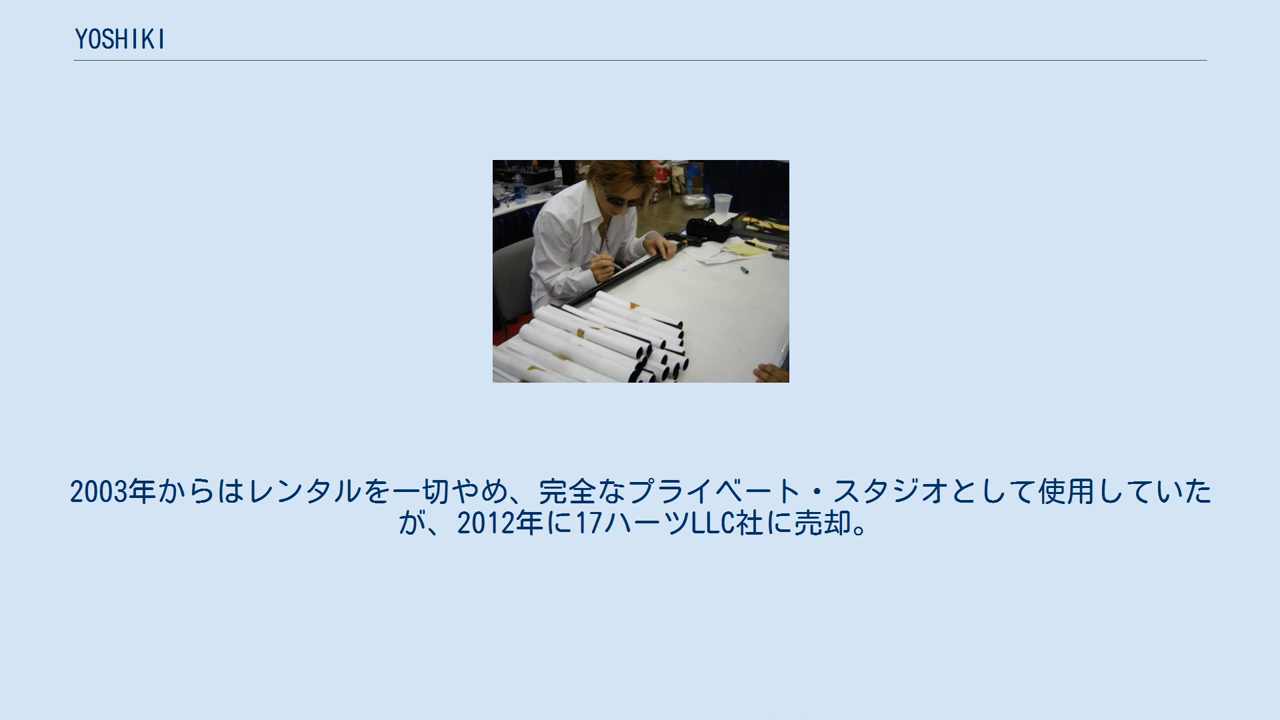 YOSHIKI
2003年からはレンタルを一切やめ、完全なプライベート・スタジオとして使用していた
が、2012年に17ハーツLLC社に売却。